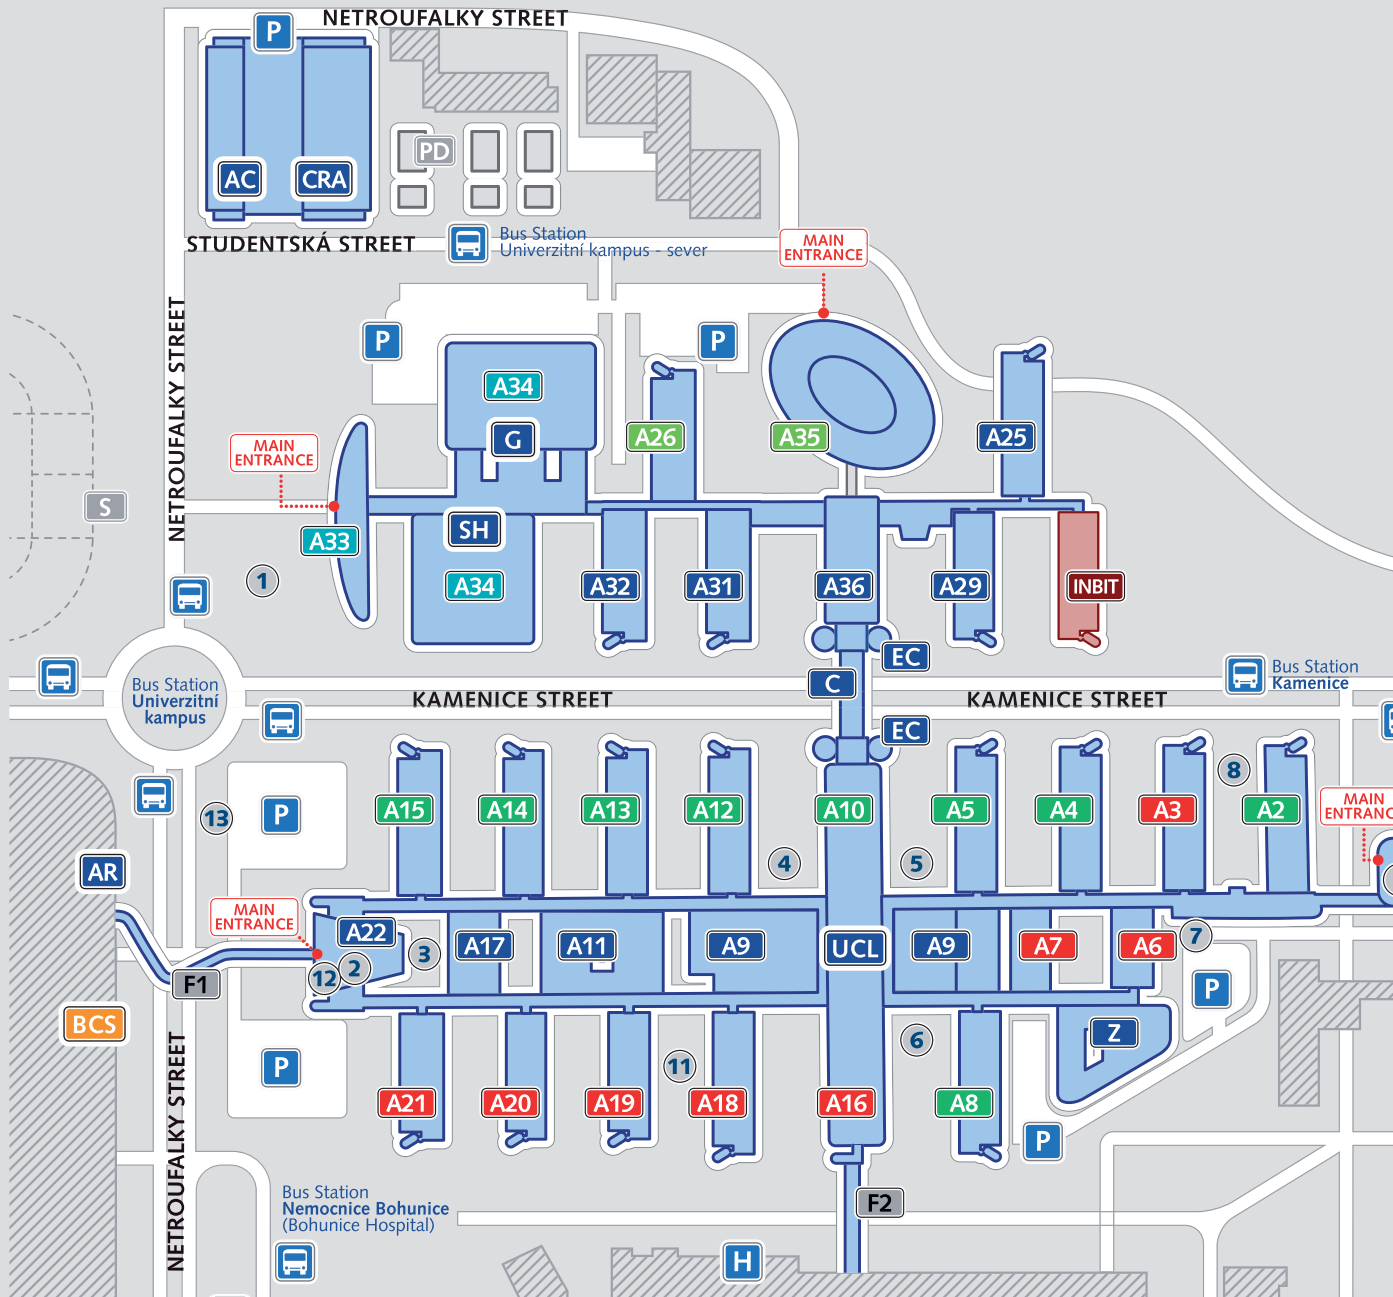 NETROUFALKY STREET
P
PD
AC
CRA
STUDENTSKÁ STREET
Bus Station
Univerzitní kampus - sever
MAIN
ENTRANCE
NETROUFALKY STREET
P
P
A34
G
A26
A35
A25
MAIN
ENTRANCE
S
SH
A33
A34
A32
A31
A36
A29
INBIT
1
EC
Bus Station
Kamenice
C
Bus Station
Univerzitní
kampus
KAMENICE STREET
KAMENICE STREET
EC
8
A15
A14
A13
A12
A10
A5
A4
A3
A2
MAIN
13
P
4
5
AR
MAIN
ENTRANCE
A22
3
A17
A11
A9
UCL
A9
A7
A6
7
12
2
F1
P
BCS
Z
6
P
11
A21
A20
A19
A18
A16
A8
P
NETROUFALKY STREET
Bus Station
Nemocnice Bohunice
(Bohunice Hospital)
F2
H